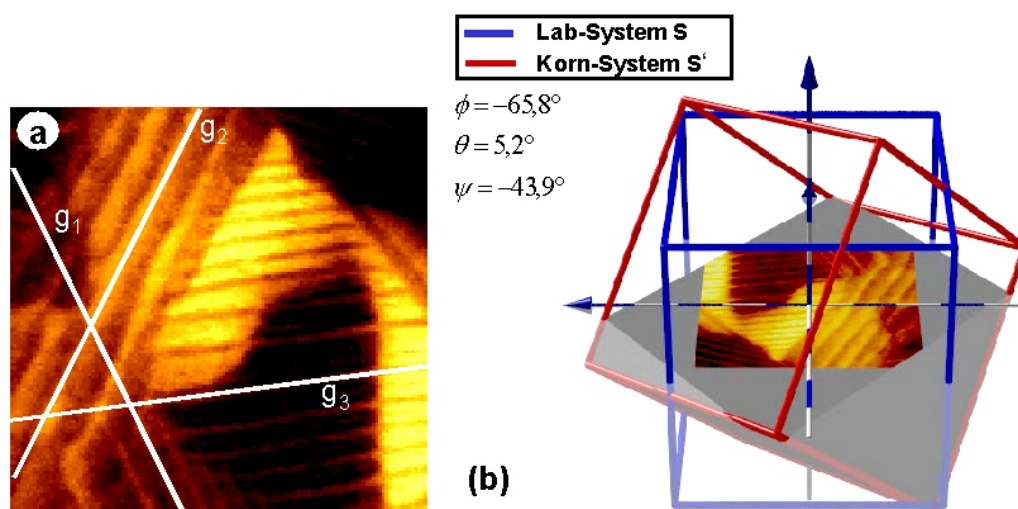 Lab-System S
Korn-System S‘
ϕ = −65,8°
θ = 5,2°
ψ = −43,9°
a
g₁
g₂
g₃
(b)